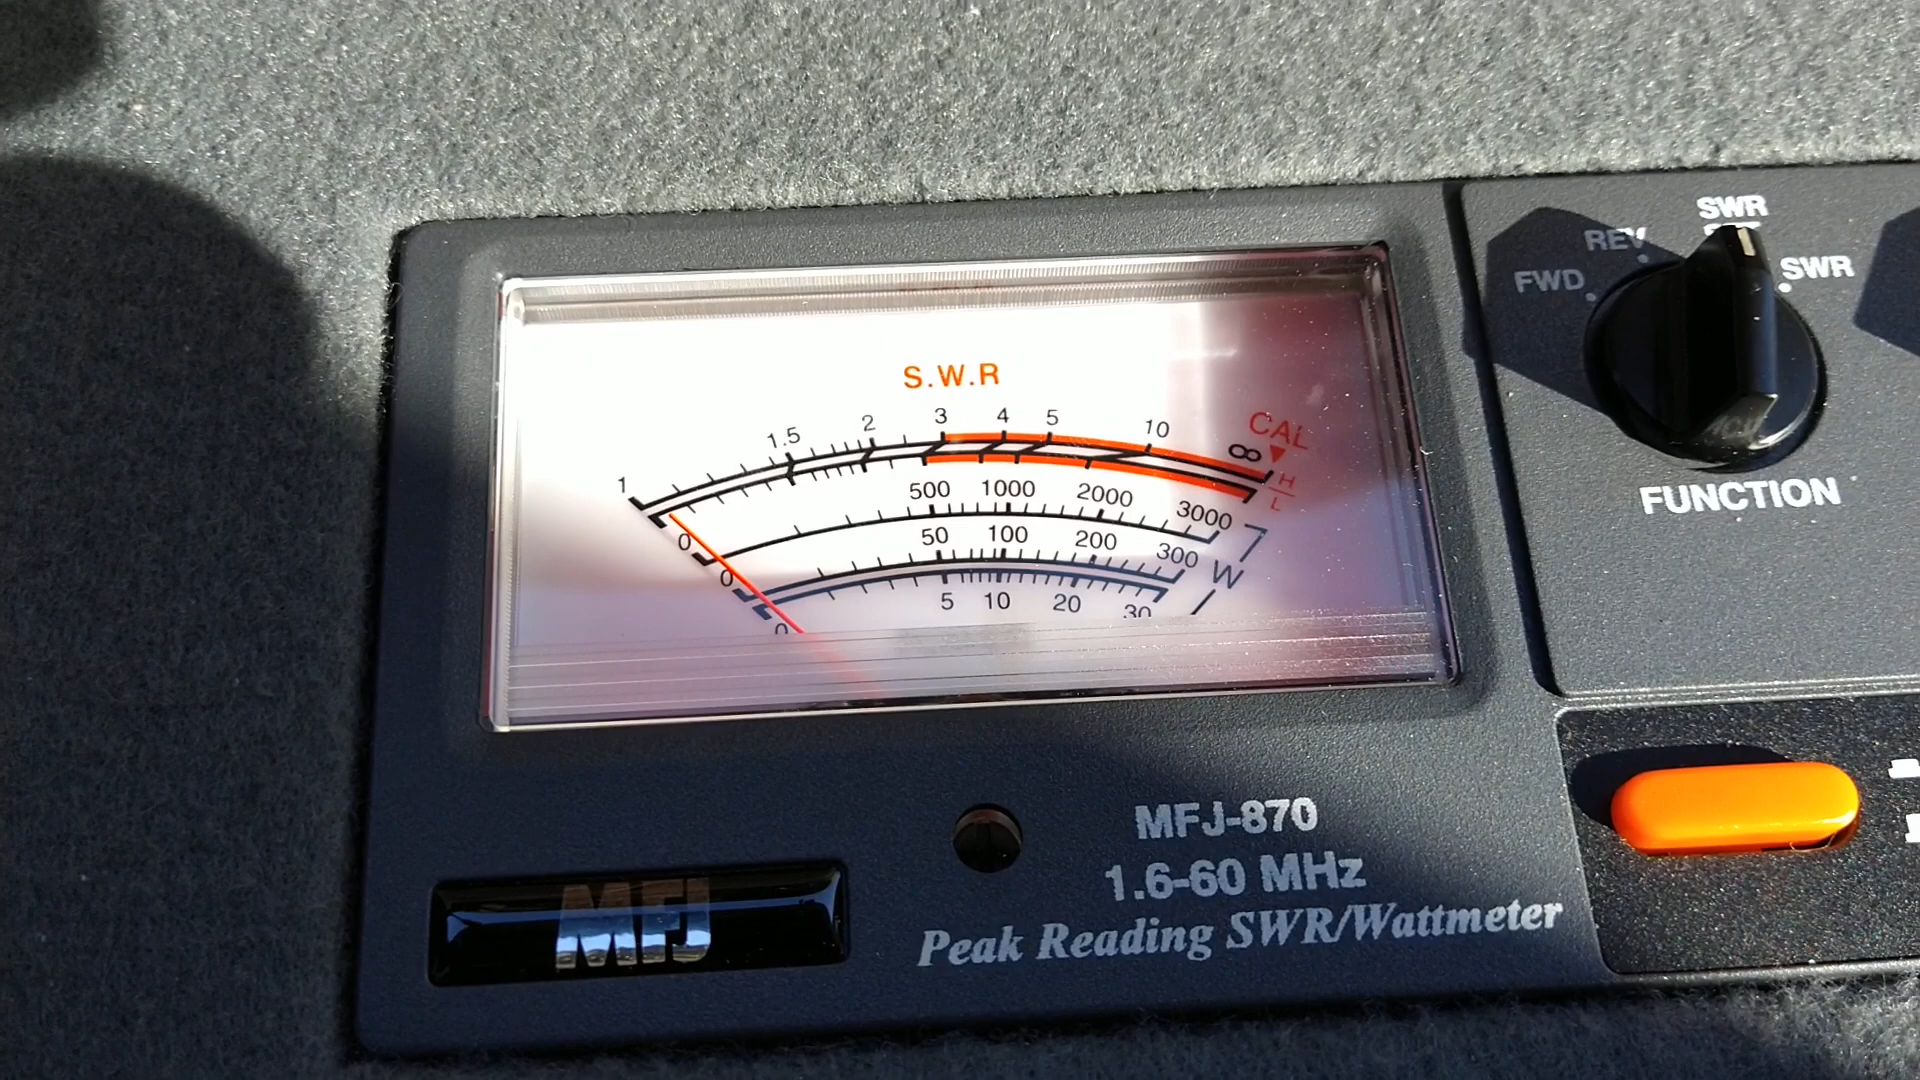 S.W.R
1 1.5 2 3 4 5 10 ∞ CAL
H
L
0 500 1000 2000 3000
0 50 100 200 300
W
0 5 10 20 30
FWD REV SWR
SWR
FUNCTION
MFJ-870
1.6-60 MHz
Peak Reading SWR/Wattmeter
MFJ